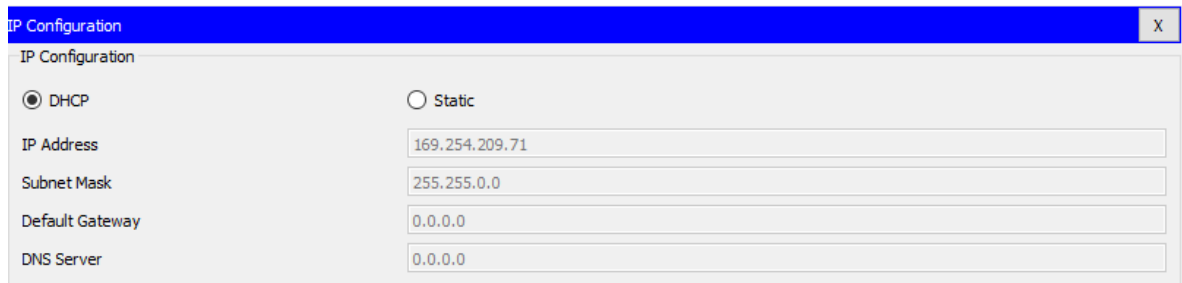 IP Configuration X
IP Configuration
DHCP Static
IP Address 169.254.209.71
Subnet Mask 255.255.0.0
Default Gateway 0.0.0.0
DNS Server 0.0.0.0